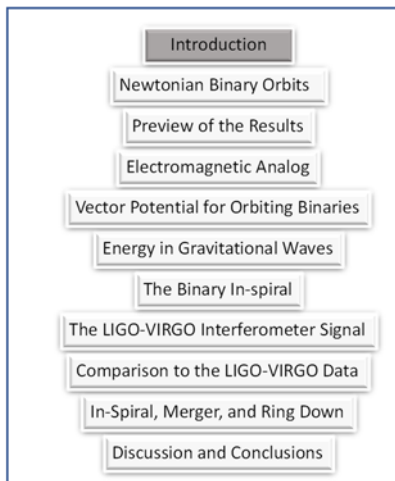 Introduction
Newtonian Binary Orbits
Preview of the Results
Electromagnetic Analog
Vector Potential for Orbiting Binaries
Energy in Gravitational Waves
The Binary In-spiral
The LIGO-VIRGO Interferometer Signal
Comparison to the LIGO-VIRGO Data
In-Spiral, Merger, and Ring Down
Discussion and Conclusions